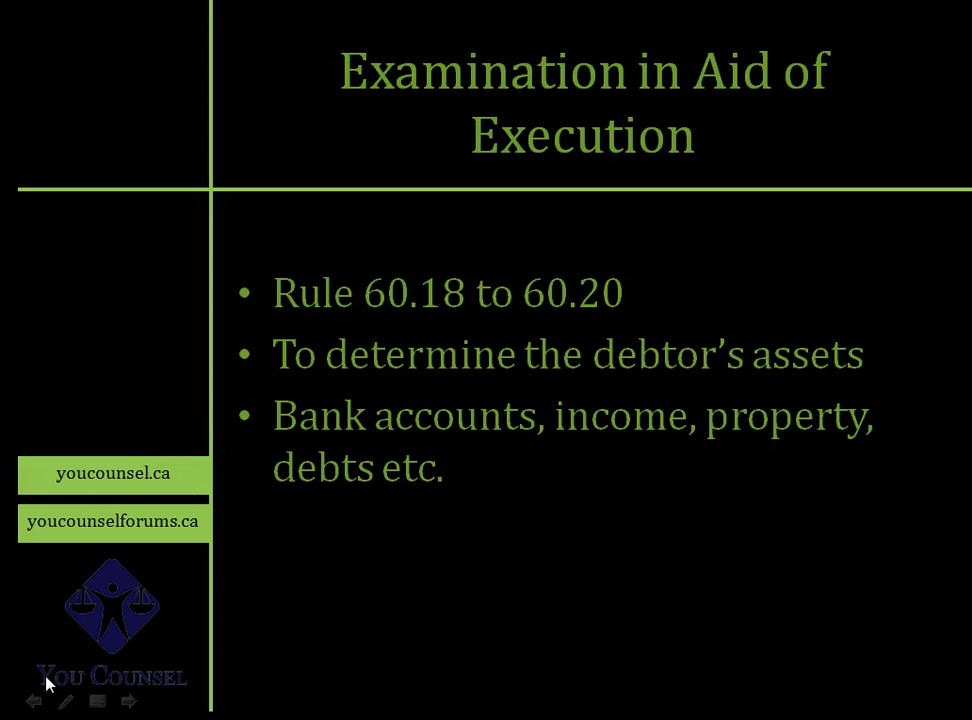 Examination in Aid of
Execution
• Rule 60.18 to 60.20
• To determine the debtor’s assets
• Bank accounts, income, property,
debts etc.
youcounsel.ca
youcounselforums.ca
YOU COUNSEL